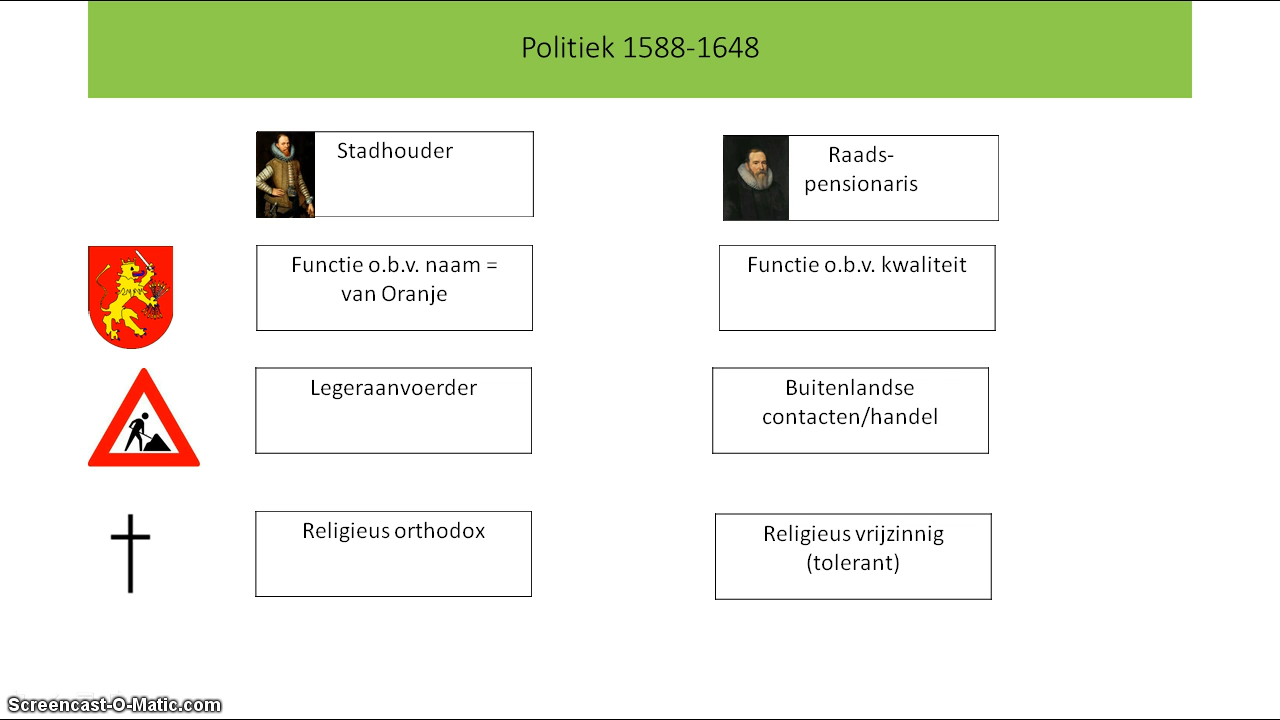 Politiek 1588-1648
Stadhouder
Raads-
pensionaris
Functie o.b.v. naam =
van Oranje
Functie o.b.v. kwaliteit
Legeraanvoerder
Buitenlandse
contacten/handel
Religieus orthodox
Religieus vrijzinnig
(tolerant)
Screencast-O-Matic.com